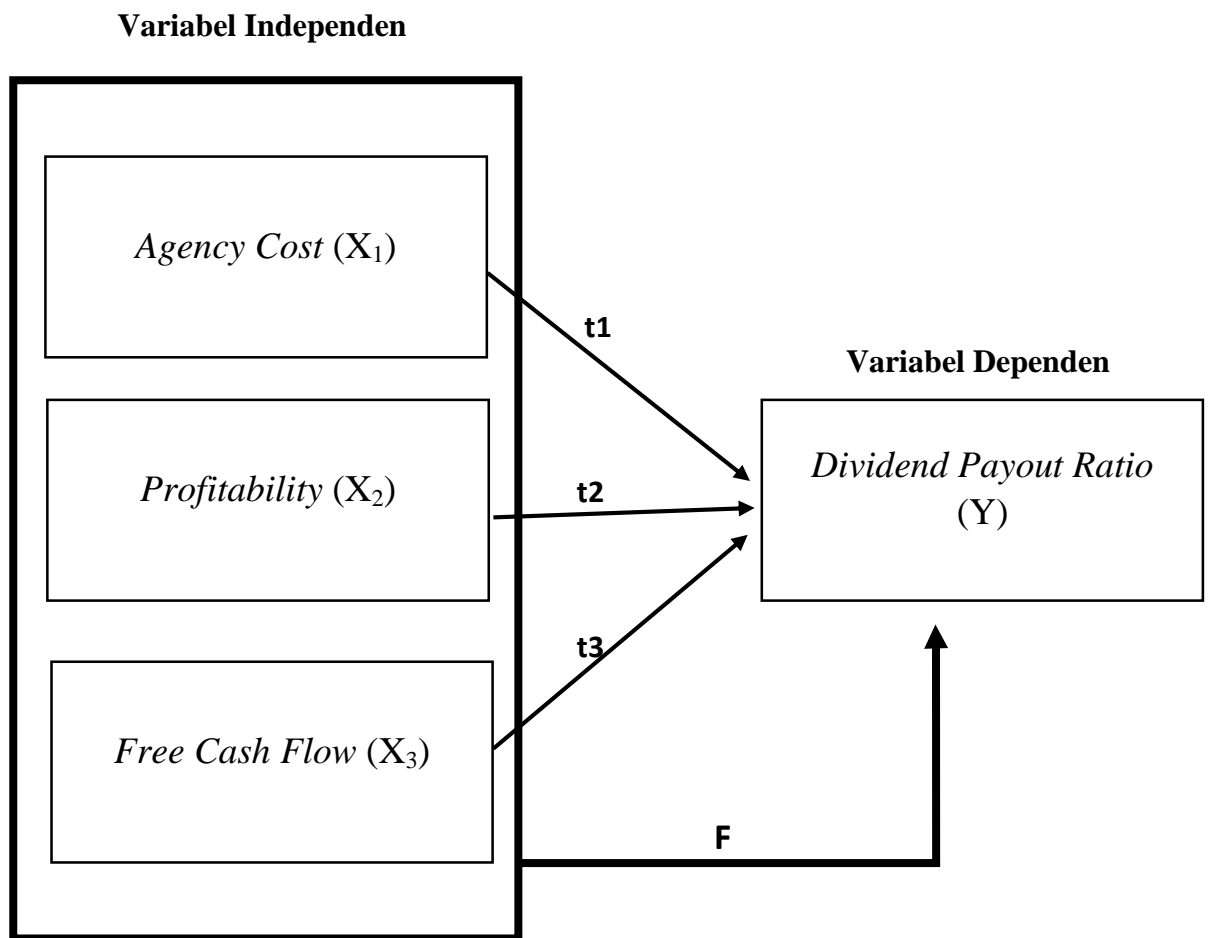 Variabel Independen
Agency Cost (X₁)
t1
Variabel Dependen
Profitability (X₂)
t2
Dividend Payout Ratio
(Y)
t3
Free Cash Flow (X₃)
F